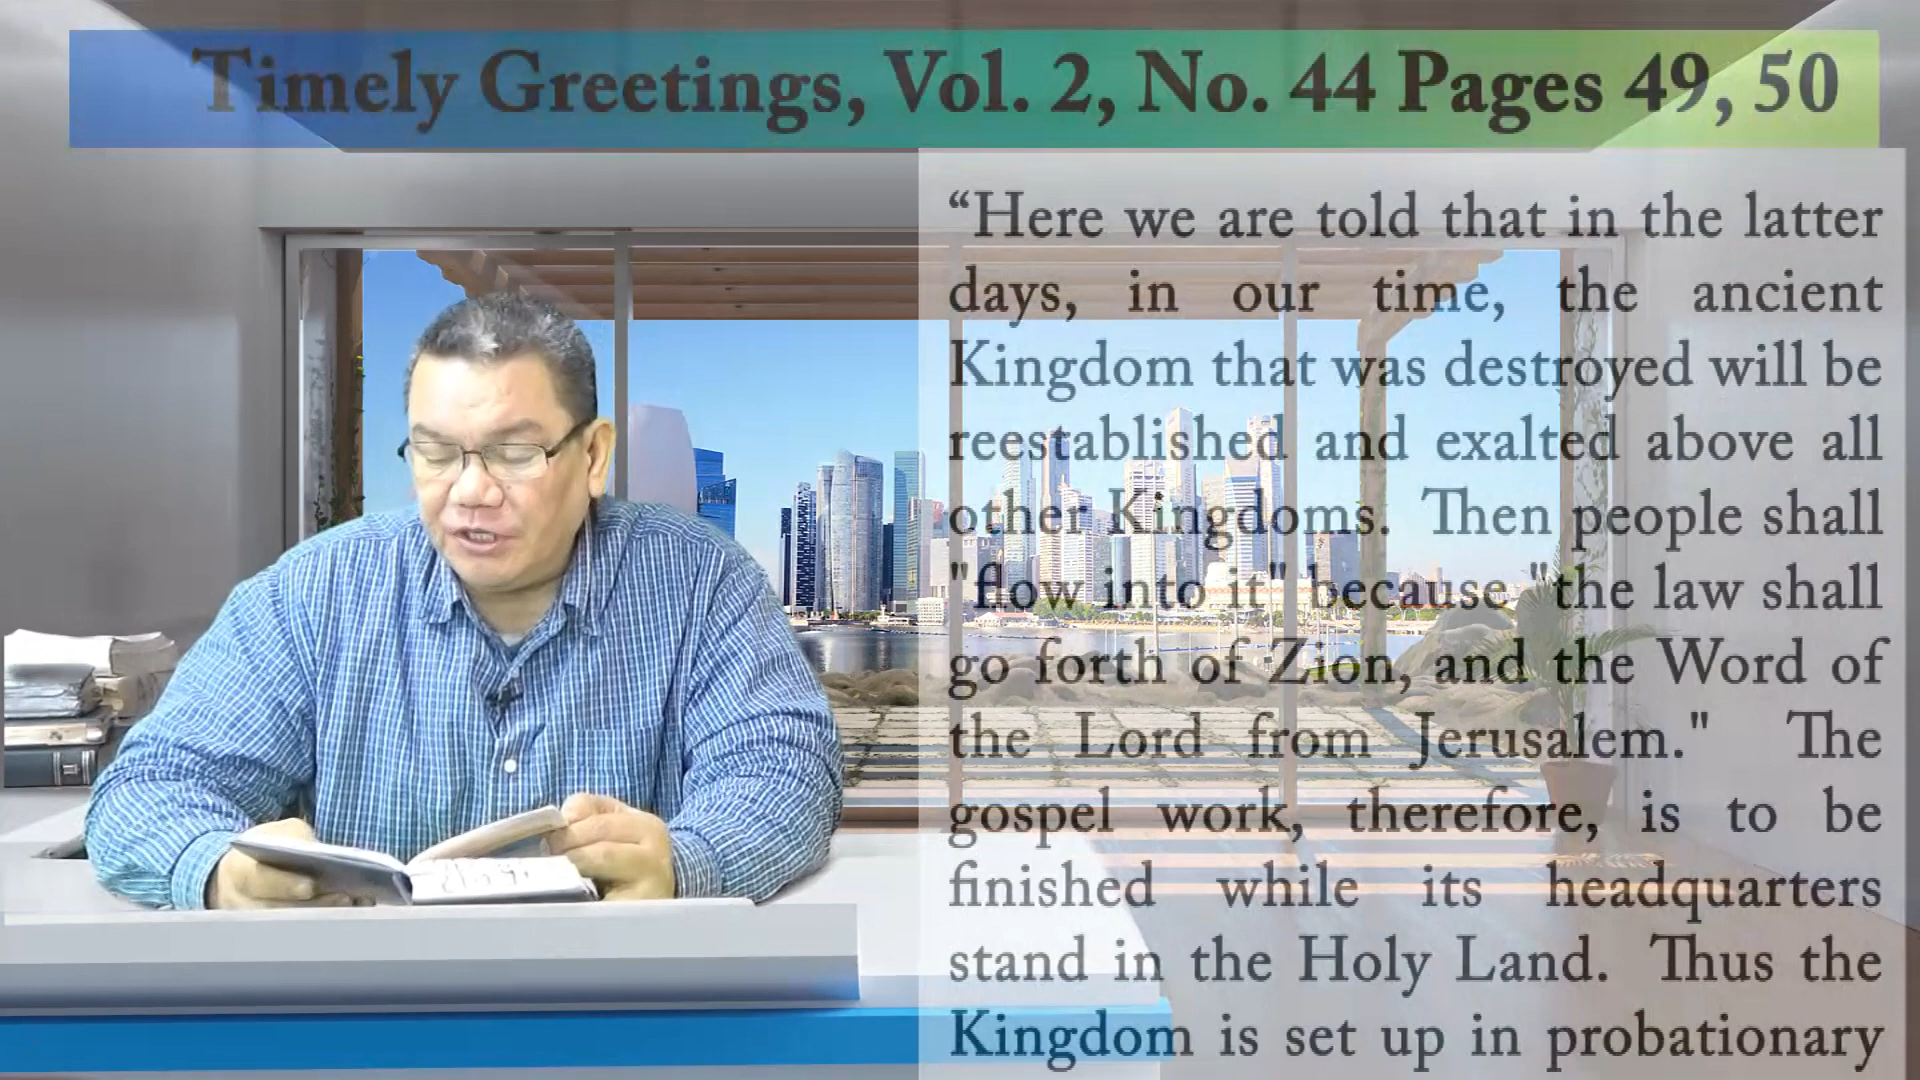 Timely Greetings, Vol. 2, No. 44 Pages 49, 50
“Here we are told that in the latter
days, in our time, the ancient
Kingdom that was destroyed will be
reestablished and exalted above all
other Kingdoms. Then people shall
"flow into it" because "the law shall
go forth of Zion, and the Word of
the Lord from Jerusalem." The
gospel work, therefore, is to be
finished while its headquarters
stand in the Holy Land. Thus the
Kingdom is set up in probationary